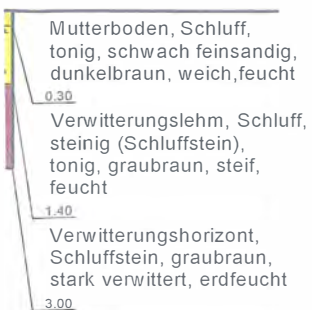 Mutterboden, Schluff,
tonig, schwach feinsandig,
dunkelbraun, weich,feucht
0.30
Verwitterungslehm, Schluff,
steinig (Schluffstein),
tonig, graubraun, steif,
feucht
1.40
Verwitterungshorizont,
Schluffstein, graubraun,
stark verwittert, erdfeucht
3.00